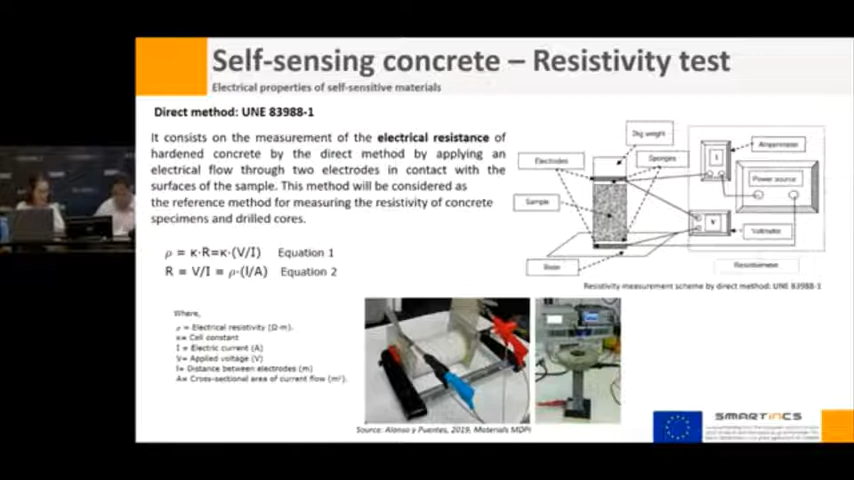 Self-sensing concrete – Resistivity test
Electrical properties of self-sensitive materials
Direct method: UNE 83988-1
It consists on the measurement of the electrical resistance of
hardened concrete by the direct method by applying an
electrical flow through two electrodes in contact with the
surfaces of the sample. This method will be considered as
the reference method for measuring the resistivity of concrete
specimens and drilled cores.
ρ = κ·R=κ·(V/I) Equation 1
R = V/I = ρ·(l/A) Equation 2
Where,
ρ = Electrical resistivity (Ω·m).
κ= Cell constant
I = Electric current (A)
V= Applied voltage (V)
l= Distance between electrodes (m)
A= Cross-sectional area of current flow (m²).
2kg weight
Electrodes
Sponges
Sample
Base
I
V
Ammeter
Power source
Voltmeter
Resistivity measurement scheme by direct method: UNE 83988-1
Source: Alonso y Puentes, 2019, Materials MDPI
SMARTINCS